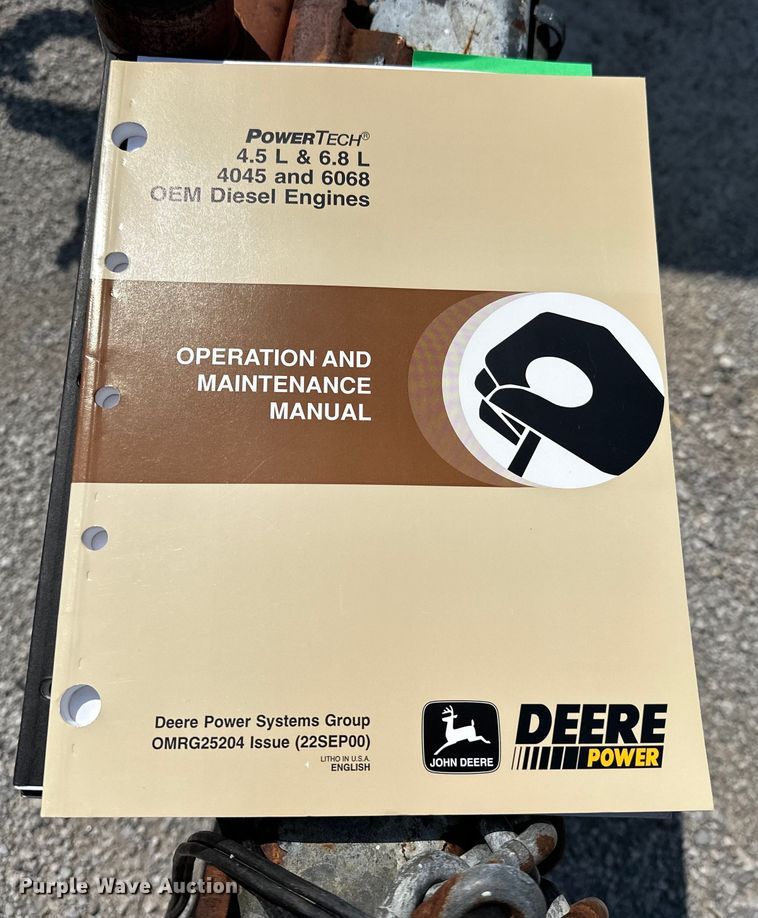 POWERTECH®
4.5 L & 6.8 L
4045 and 6068
OEM Diesel Engines
OPERATION AND
MAINTENANCE
MANUAL
Deere Power Systems Group
OMRG25204 Issue (22SEP00)
LITHO IN U.S.A.
ENGLISH
JOHN DEERE
DEERE
POWER
Purple Wave Auction